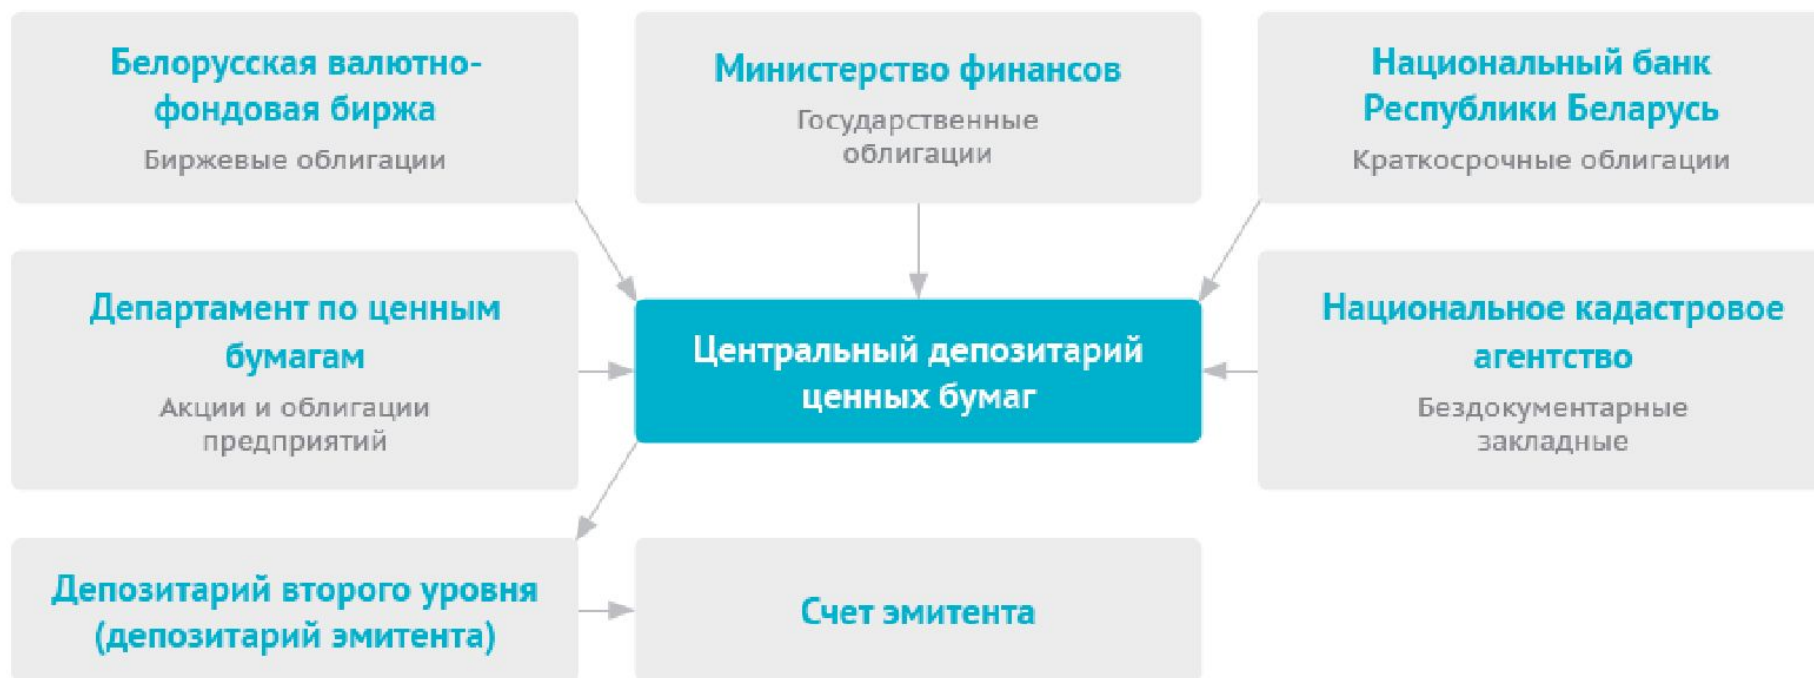 Белорусская валютно-
фондовая биржа
Биржевые облигации
Министерство финансов
Государственные
облигации
Национальный банк
Республики Беларусь
Краткосрочные облигации
Департамент по ценным
бумагам
Акции и облигации
предприятий
Центральный депозитарий
ценных бумаг
Национальное кадастровое
агентство
Бездокументарные
закладные
Депозитарий второго уровня
(депозитарий эмитента)
Счет эмитента